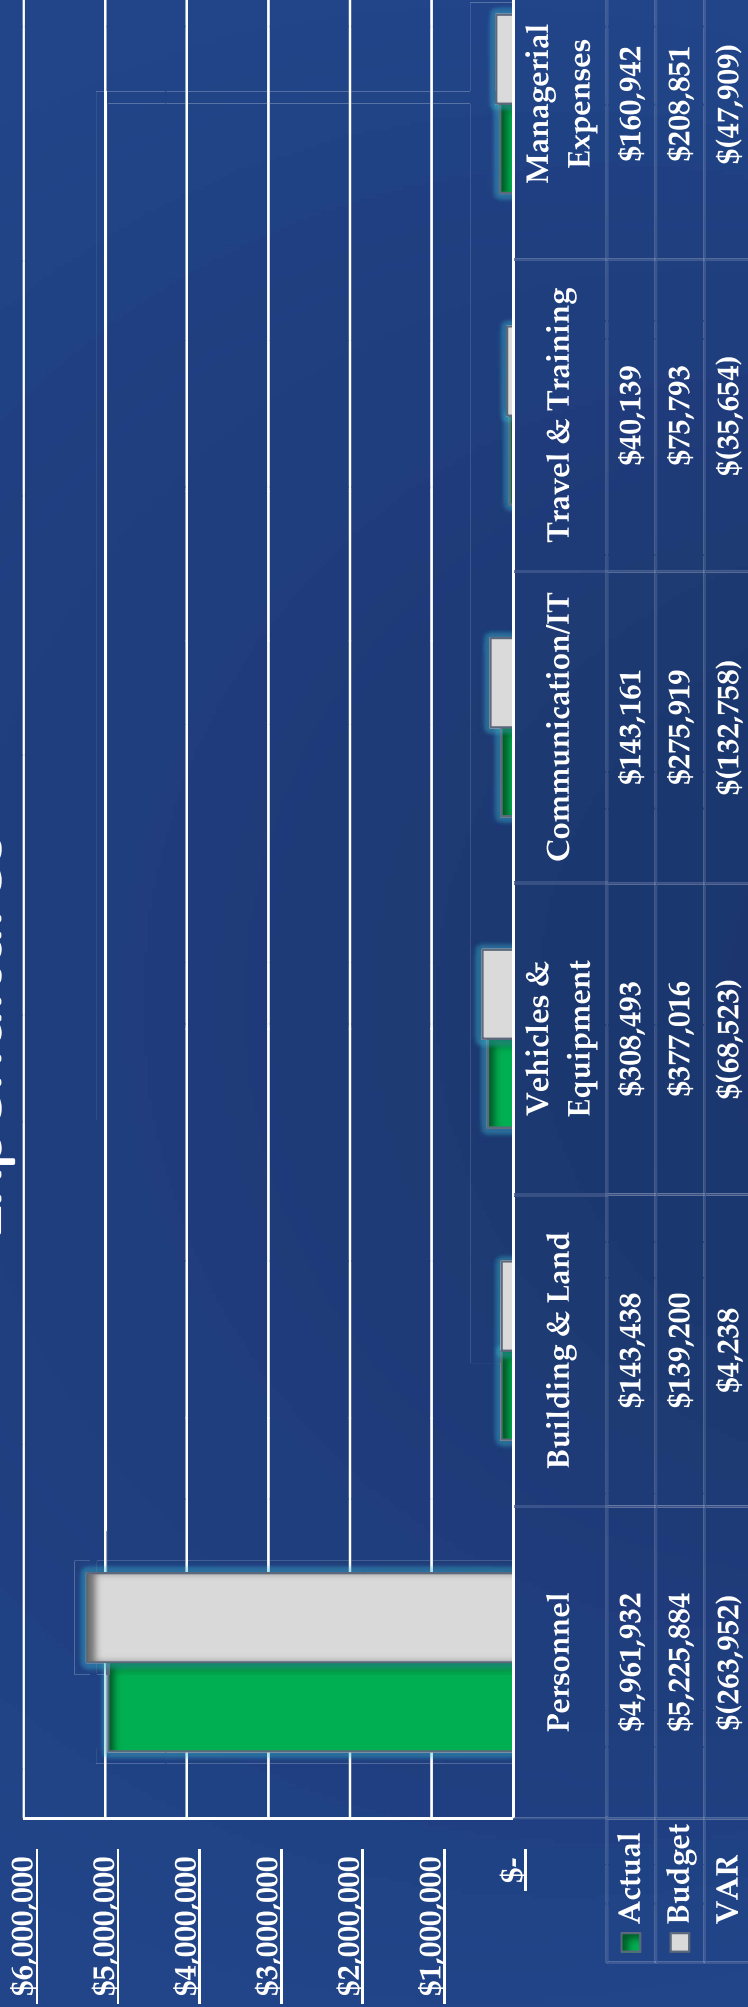 $6,000,000
$5,000,000
$4,000,000
$3,000,000
$2,000,000
$1,000,000
$-
Personnel Building & Land Vehicles & Equipment Communication/IT Travel & Training Managerial Expenses
Actual $4,961,932 $143,438 $308,493 $143,161 $40,139 $160,942
Budget $5,225,884 $139,200 $377,016 $275,919 $75,793 $208,851
VAR $(263,952) $4,238 $(68,523) $(132,758) $(35,654) $(47,909)